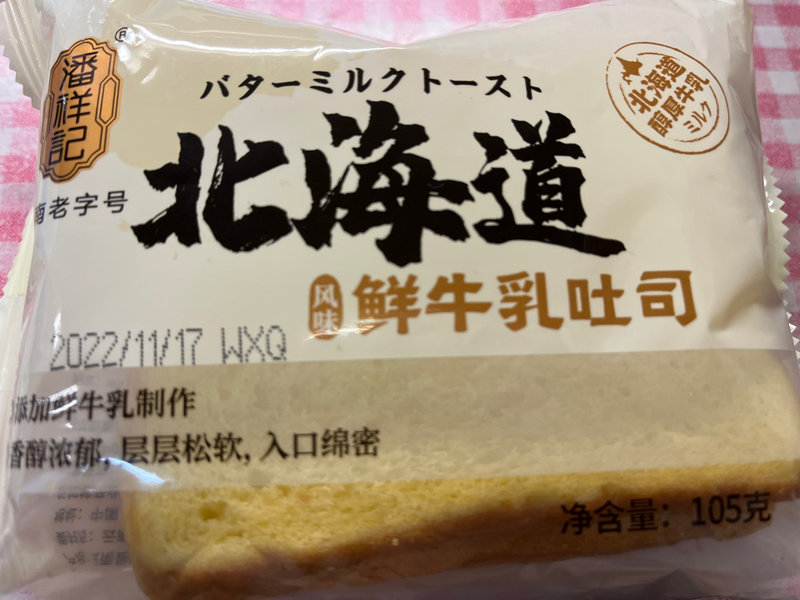 潘祥記
®
バターミルクトースト
北海道
醇厚牛乳
ミルク
老字号
北海道
风味
鲜牛乳吐司
2022/11/17 WXQ
添加鲜牛乳制作
香醇浓郁, 层层松软, 入口绵密
净含量: 105克